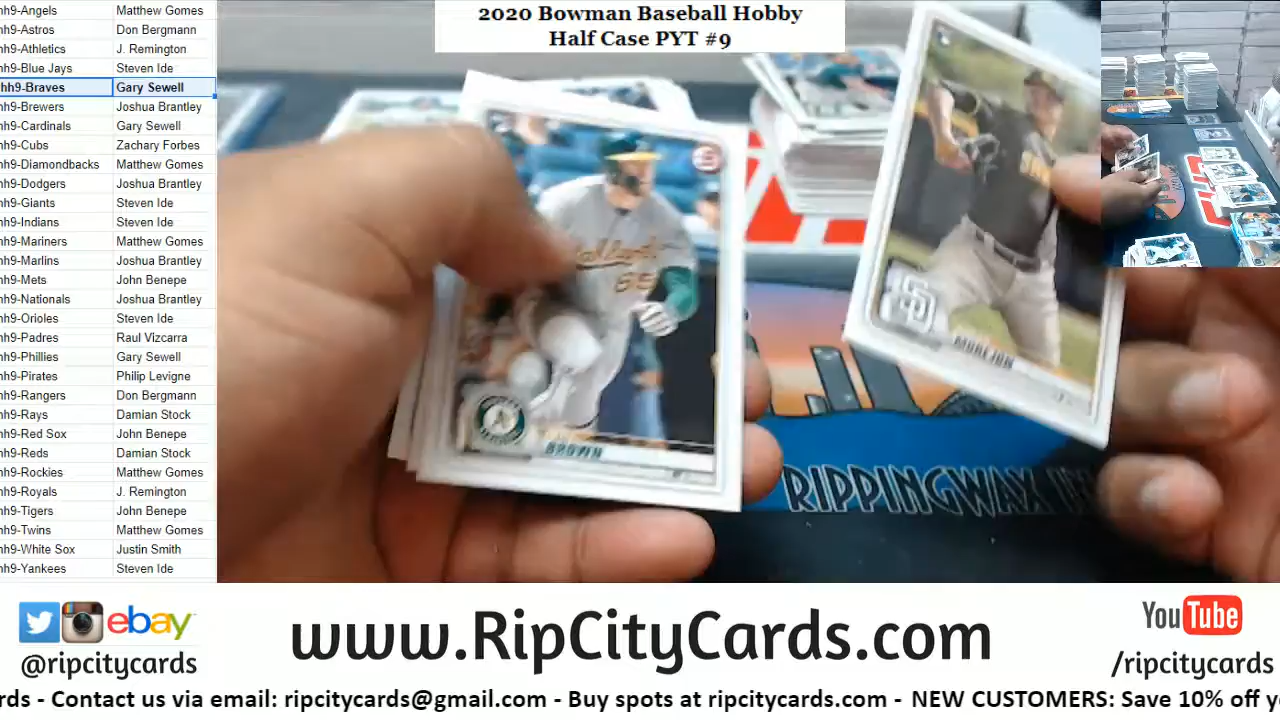 2020 Bowman Baseball Hobby
Half Case PYT #9
hh9-Angels Matthew Gomes
hh9-Astros Don Bergmann
hh9-Athletics J. Remington
hh9-Blue Jays Steven Ide
hh9-Braves Gary Sewell
hh9-Brewers Joshua Brantley
hh9-Cardinals Gary Sewell
hh9-Cubs Zachary Forbes
hh9-Diamondbacks Matthew Gomes
hh9-Dodgers Joshua Brantley
hh9-Giants Steven Ide
hh9-Indians Steven Ide
hh9-Mariners Matthew Gomes
hh9-Marlins Joshua Brantley
hh9-Mets John Benepe
hh9-Nationals Joshua Brantley
hh9-Orioles Steven Ide
hh9-Padres Raul Vizcarra
hh9-Phillies Gary Sewell
hh9-Pirates Philip Levigne
hh9-Rangers Don Bergmann
hh9-Rays Damian Stock
hh9-Red Sox John Benepe
hh9-Reds Damian Stock
hh9-Rockies Matthew Gomes
hh9-Royals J. Remington
hh9-Tigers John Benepe
hh9-Twins Matthew Gomes
hh9-White Sox Justin Smith
hh9-Yankees Steven Ide
65
BROWN
SD
MOREJON
RIPPINGWAX IN
ebay
@ripcitycards
www.RipCityCards.com
YouTube
/ripcitycards
rds - Contact us via email: ripcitycards@gmail.com - Buy spots at ripcitycards.com - NEW CUSTOMERS: Save 10% off y